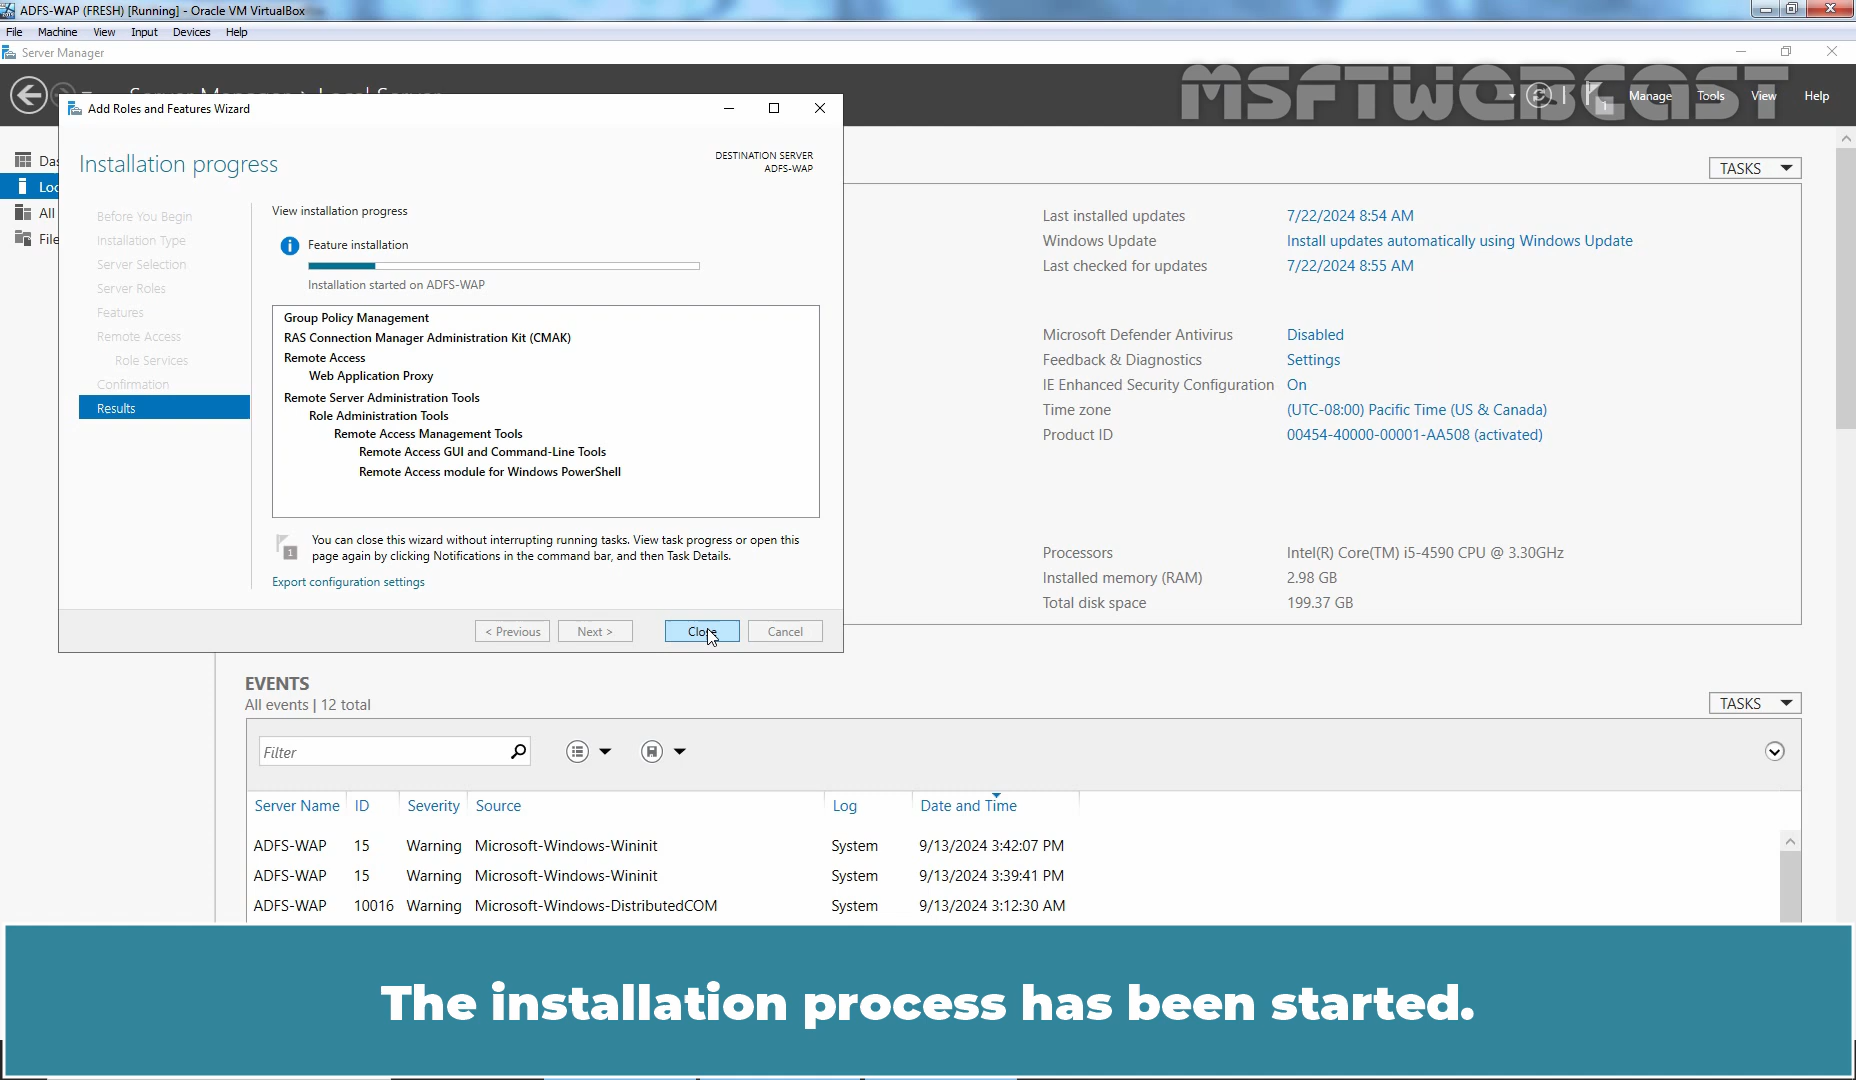 ADFS-WAP (FRESH) [Running] - Oracle VM VirtualBox
File Machine View Input Devices Help
Server Manager
MSFTWEBCAST
Manage Tools View Help
Add Roles and Features Wizard
Installation progress
DESTINATION SERVER
ADFS-WAP
Before You Begin
Installation Type
Server Selection
Server Roles
Features
Remote Access
Role Services
Confirmation
Results
View installation progress
Feature installation
Installation started on ADFS-WAP
Group Policy Management
RAS Connection Manager Administration Kit (CMAK)
Remote Access
Web Application Proxy
Remote Server Administration Tools
Role Administration Tools
Remote Access Management Tools
Remote Access GUI and Command-Line Tools
Remote Access module for Windows PowerShell
1
You can close this wizard without interrupting running tasks. View task progress or open this
page again by clicking Notifications in the command bar, and then Task Details.
Export configuration settings
< Previous Next > Close Cancel
All
TASKS
Last installed updates 7/22/2024 8:54 AM
Windows Update Install updates automatically using Windows Update
Last checked for updates 7/22/2024 8:55 AM
Microsoft Defender Antivirus Disabled
Feedback & Diagnostics Settings
IE Enhanced Security Configuration On
Time zone (UTC-08:00) Pacific Time (US & Canada)
Product ID 00454-40000-00001-AA508 (activated)
Processors Intel(R) Core(TM) i5-4590 CPU @ 3.30GHz
Installed memory (RAM) 2.98 GB
Total disk space 199.37 GB
EVENTS
All events | 12 total
TASKS
Filter
Server Name ID Severity Source Log Date and Time
ADFS-WAP 15 Warning Microsoft-Windows-Wininit System 9/13/2024 3:42:07 PM
ADFS-WAP 15 Warning Microsoft-Windows-Wininit System 9/13/2024 3:39:41 PM
ADFS-WAP 10016 Warning Microsoft-Windows-DistributedCOM System 9/13/2024 3:12:30 AM
The installation process has been started.